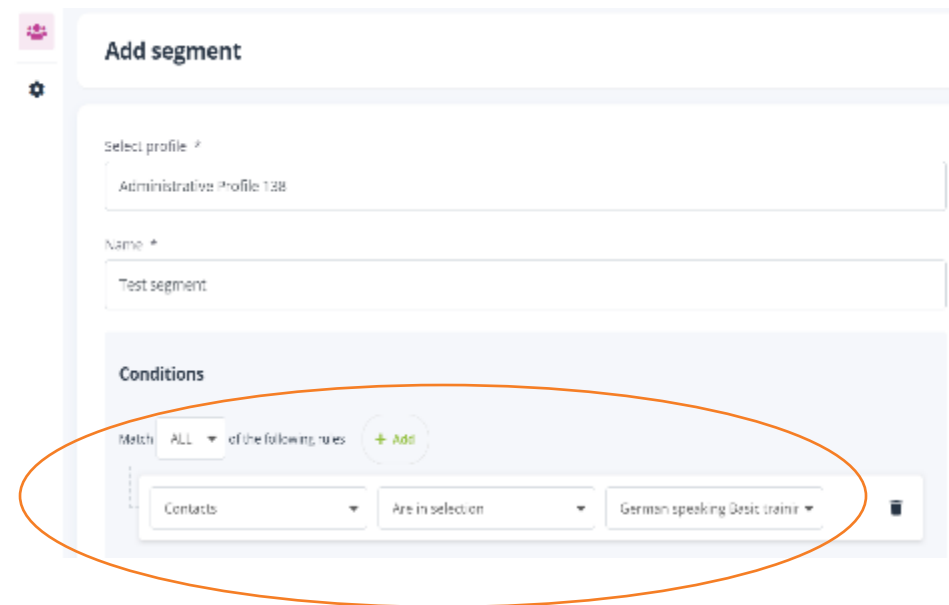 Add segment
Select profile *
Administrative Profile 138
Name *
Test segment
Conditions
Match ALL of the following rules + Add
Contacts Are in selection German speaking Basic trainir